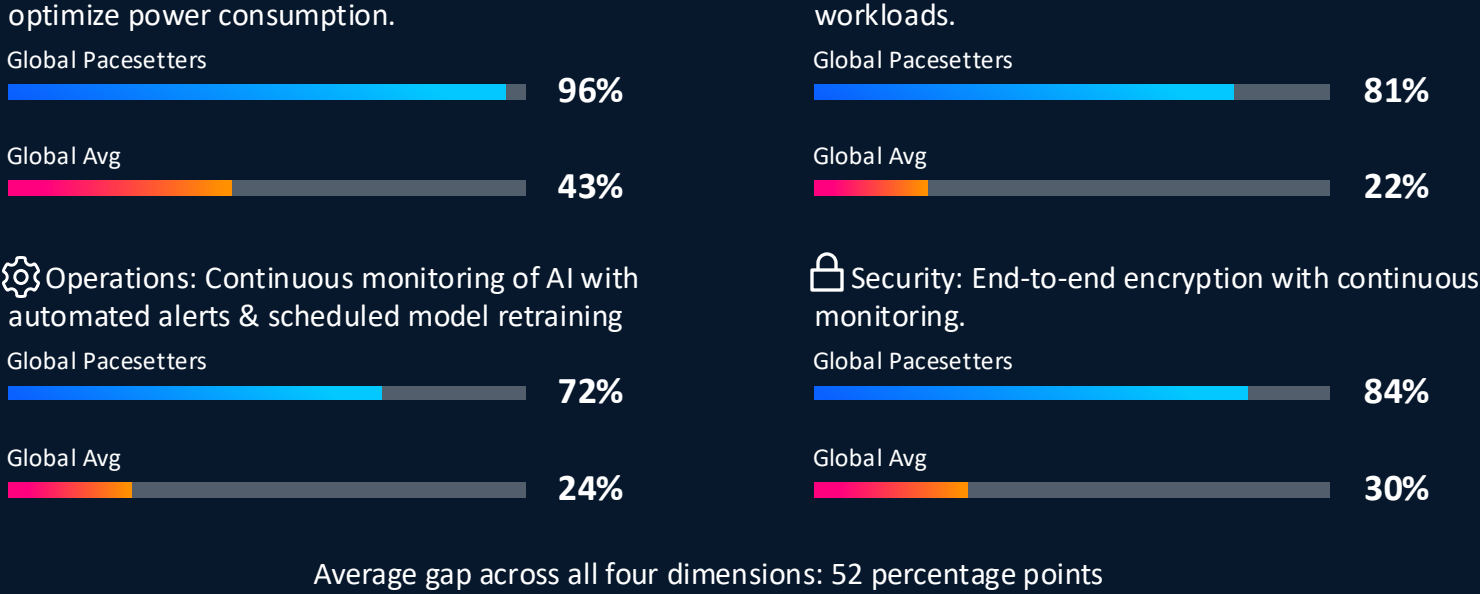 optimize power consumption.
Global Pacesetters
96%
Global Avg
43%
workloads.
Global Pacesetters
81%
Global Avg
22%
Operations: Continuous monitoring of AI with
automated alerts & scheduled model retraining
Global Pacesetters
72%
Global Avg
24%
Security: End-to-end encryption with continuous
monitoring.
Global Pacesetters
84%
Global Avg
30%
Average gap across all four dimensions: 52 percentage points